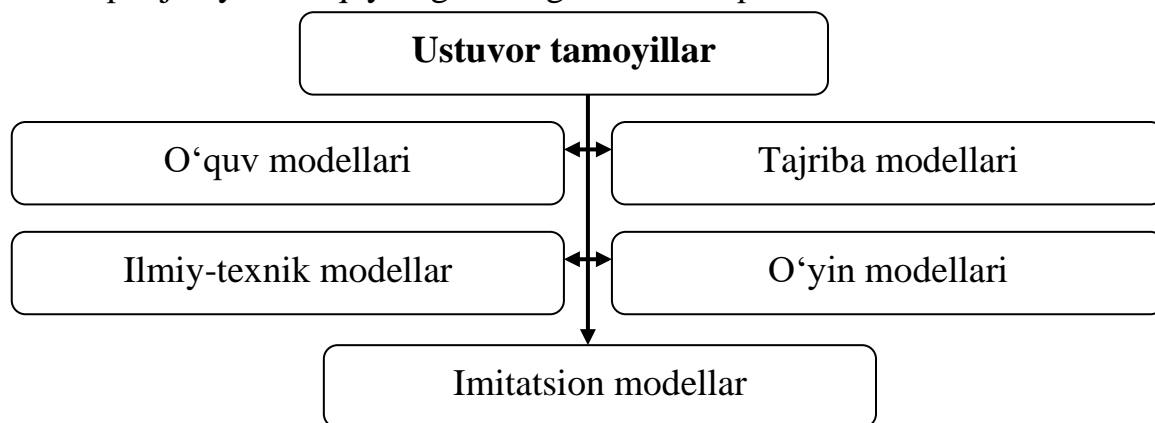 Ustuvor tamoyillar
O‘quv modellari
Tajriba modellari
Ilmiy-texnik modellar
O‘yin modellari
Imitatsion modellar